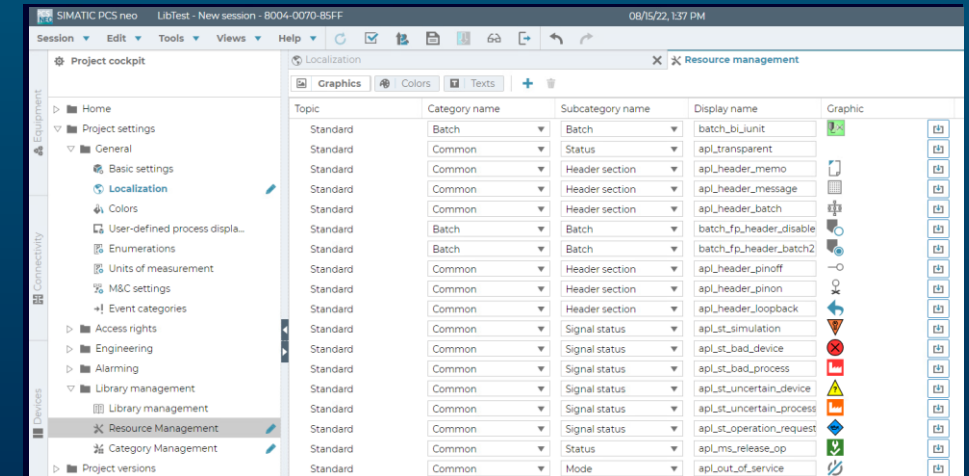 SIMATIC PCS neo LibTest - New session - 8004-0070-85FF 08/15/22, 1:37 PM
Session Edit Tools Views Help
Project cockpit
Localization
Resource management
Graphics Colors Texts
Equipment
Connectivity
Devices
Home
Project settings
General
Basic settings
Localization
Colors
User-defined process displa...
Enumerations
Units of measurement
M&C settings
Event categories
Access rights
Engineering
Alarming
Library management
Library management
Resource Management
Category Management
Project versions
Topic Category name Subcategory name Display name Graphic
Standard Batch Batch batch_bi_iunit
Standard Common Status apl_transparent
Standard Common Header section apl_header_memo
Standard Common Header section apl_header_message
Standard Common Header section apl_header_batch
Standard Batch Batch batch_fp_header_disable
Standard Batch Batch batch_fp_header_batch2
Standard Common Header section apl_header_pinoff
Standard Common Header section apl_header_pinon
Standard Common Header section apl_header_loopback
Standard Common Signal status apl_st_simulation
Standard Common Signal status apl_st_bad_device
Standard Common Signal status apl_st_bad_process
Standard Common Signal status apl_st_uncertain_device
Standard Common Signal status apl_st_uncertain_process
Standard Common Signal status apl_st_operation_request
Standard Common Status apl_ms_release_op
Standard Common Mode apl_out_of_service